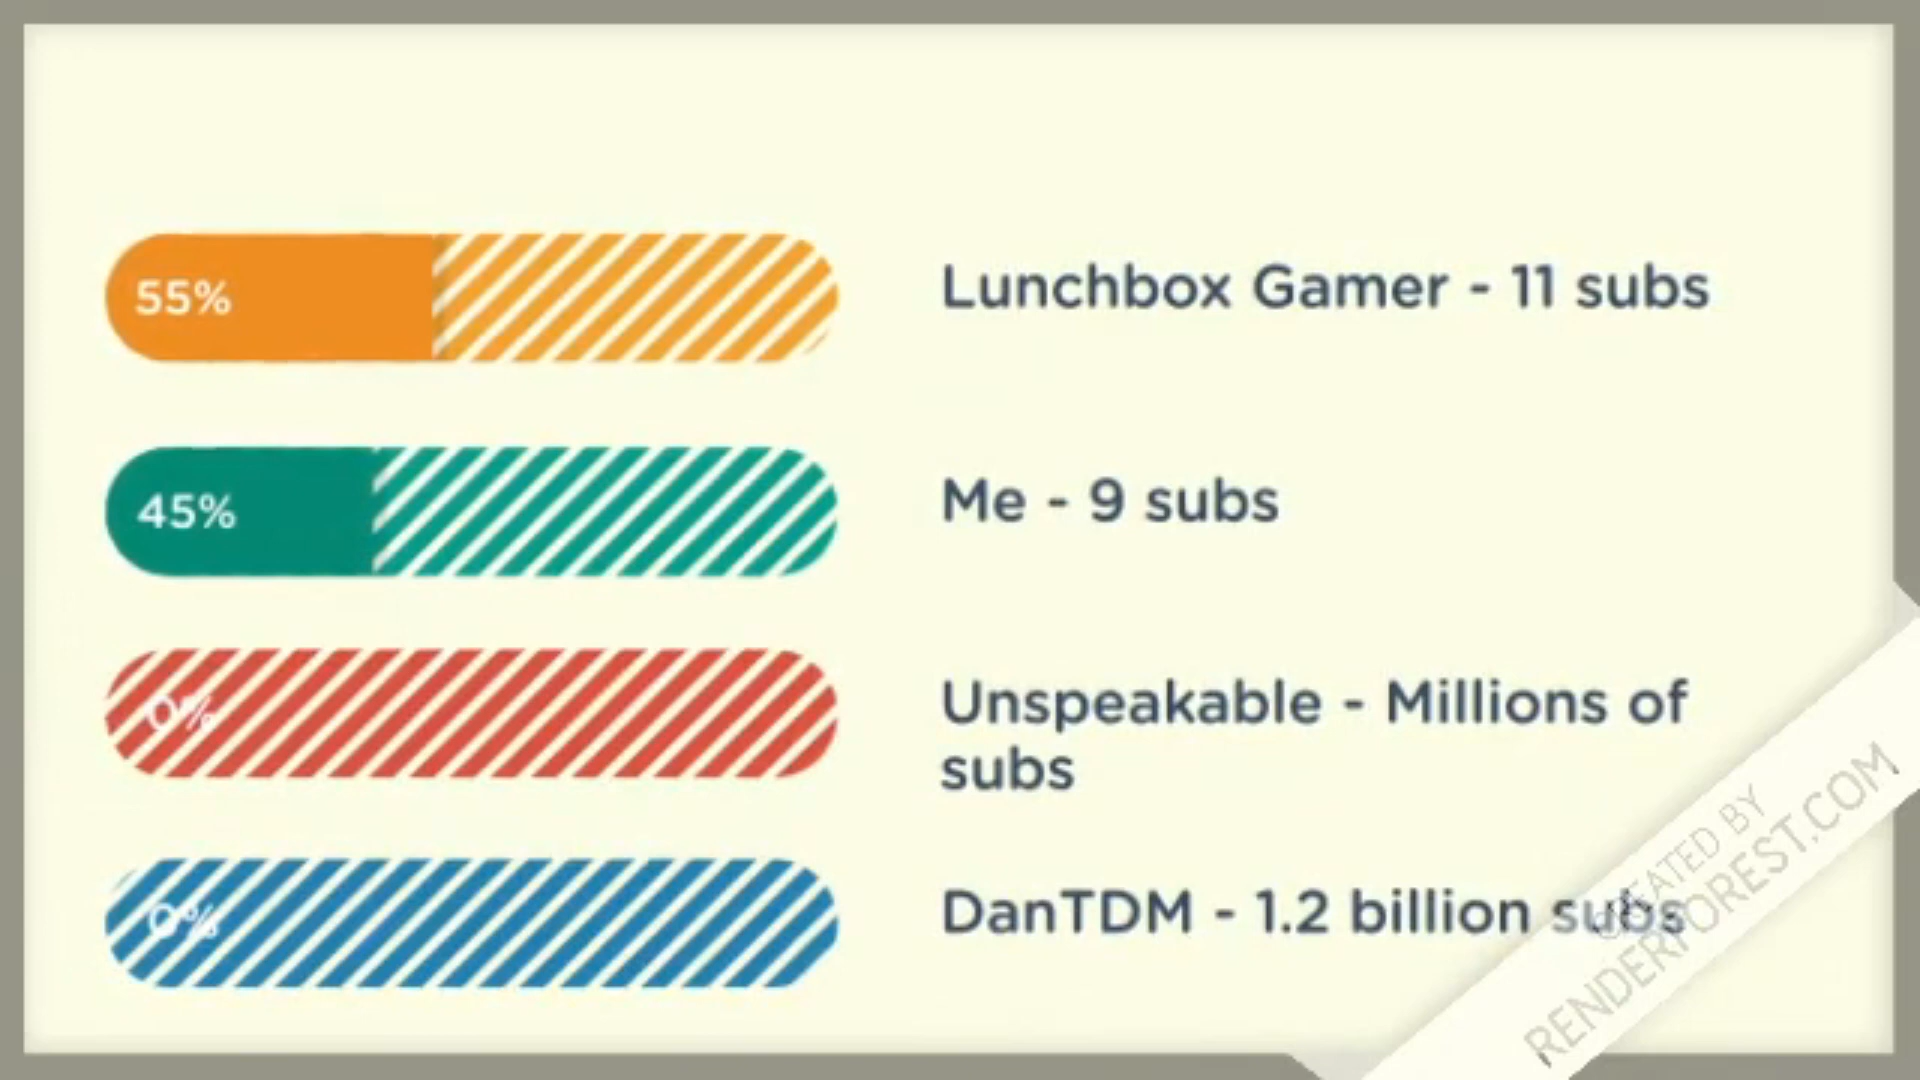 55%
Lunchbox Gamer - 11 subs
45%
Me - 9 subs
0%
Unspeakable - Millions of
subs
0%
DanTDM - 1.2 billion subs
CREATED BY
RENDERFOREST.COM